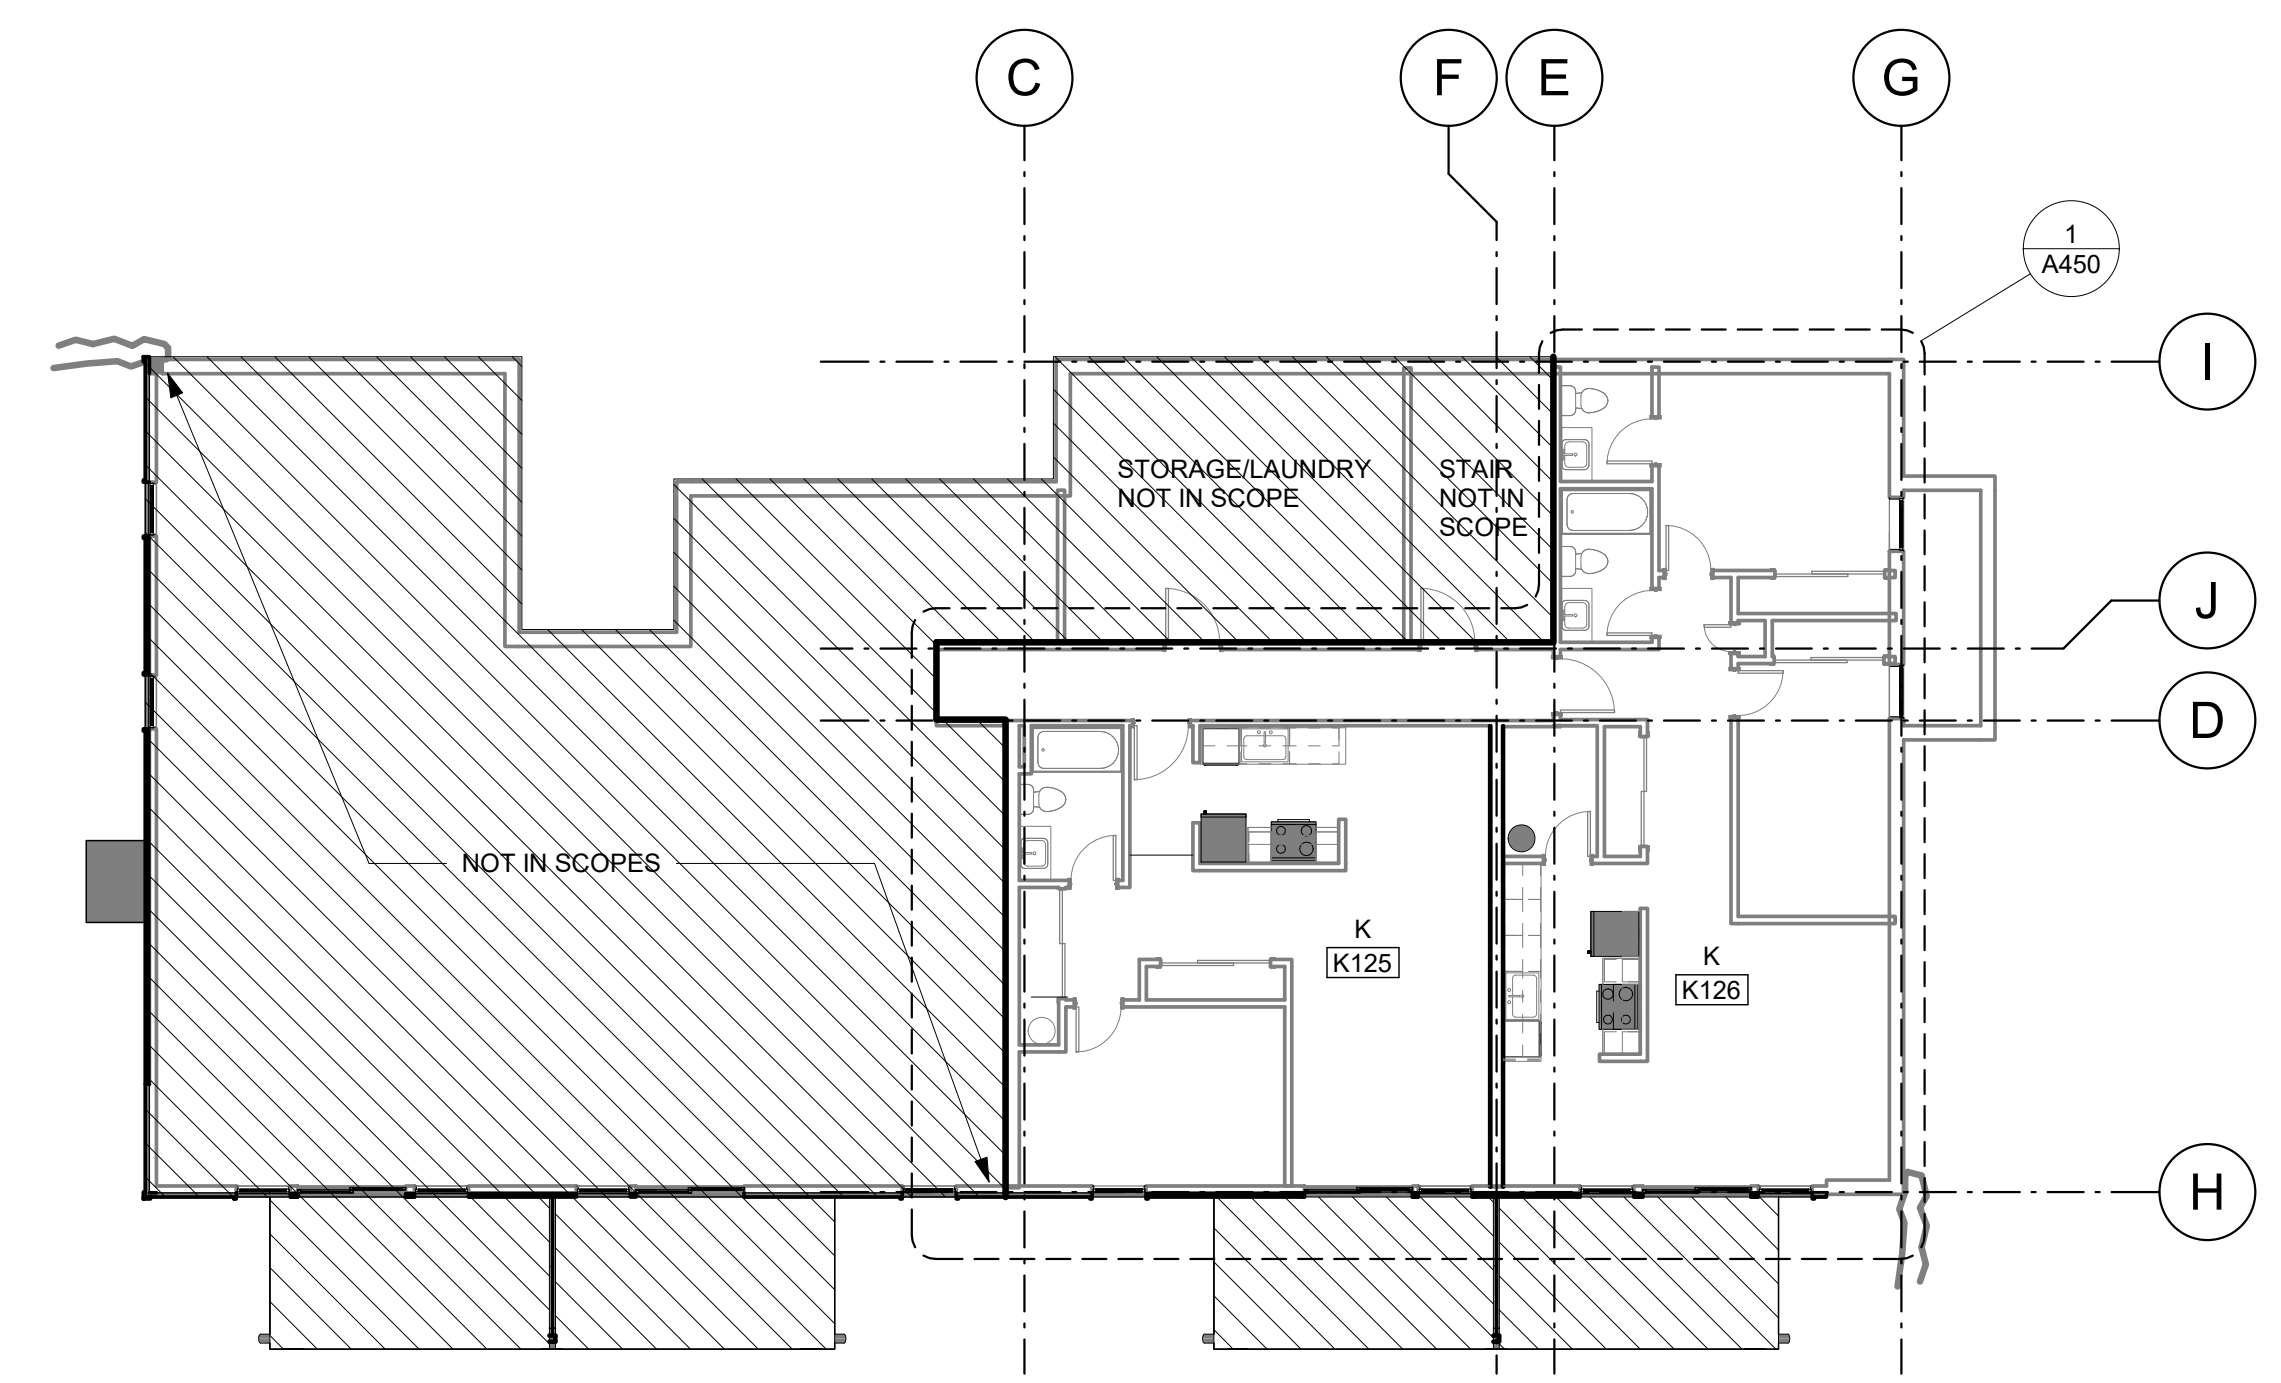 C
F
E
G
1
A450
I
STORAGE/LAUNDRY
NOT IN SCOPE
STAIR
NOT IN
SCOPE
J
D
NOT IN SCOPES
K
K125
K
K126
H